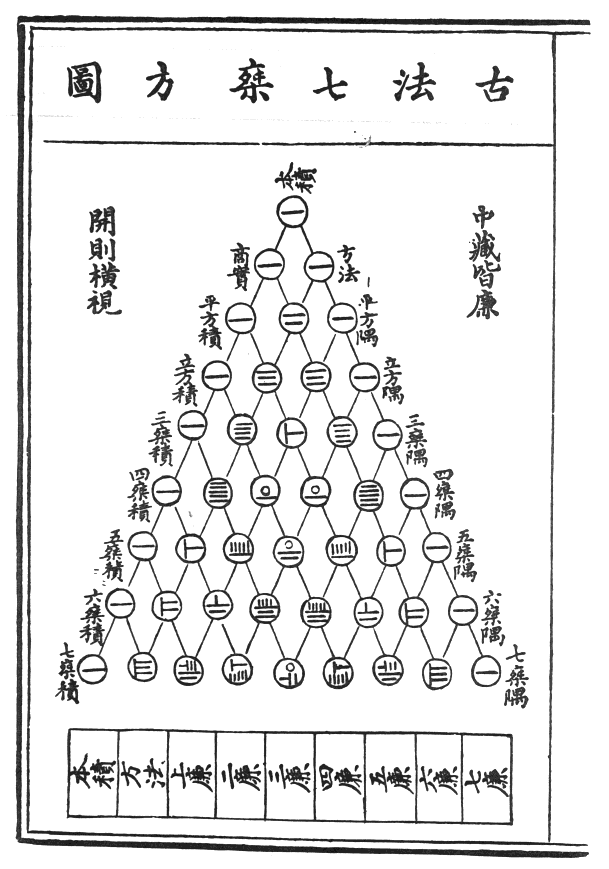 古法七乘方圖
中藏皆廉
開則橫視
本積
商實 方法
平方積 平方隅
立方積 立方隅
三乘積 三乘隅
四乘積 四乘隅
五乘積 五乘隅
六乘積 六乘隅
七乘積 七乘隅
本積 方法 上廉 二廉 三廉 四廉 五廉 六廉 七廉